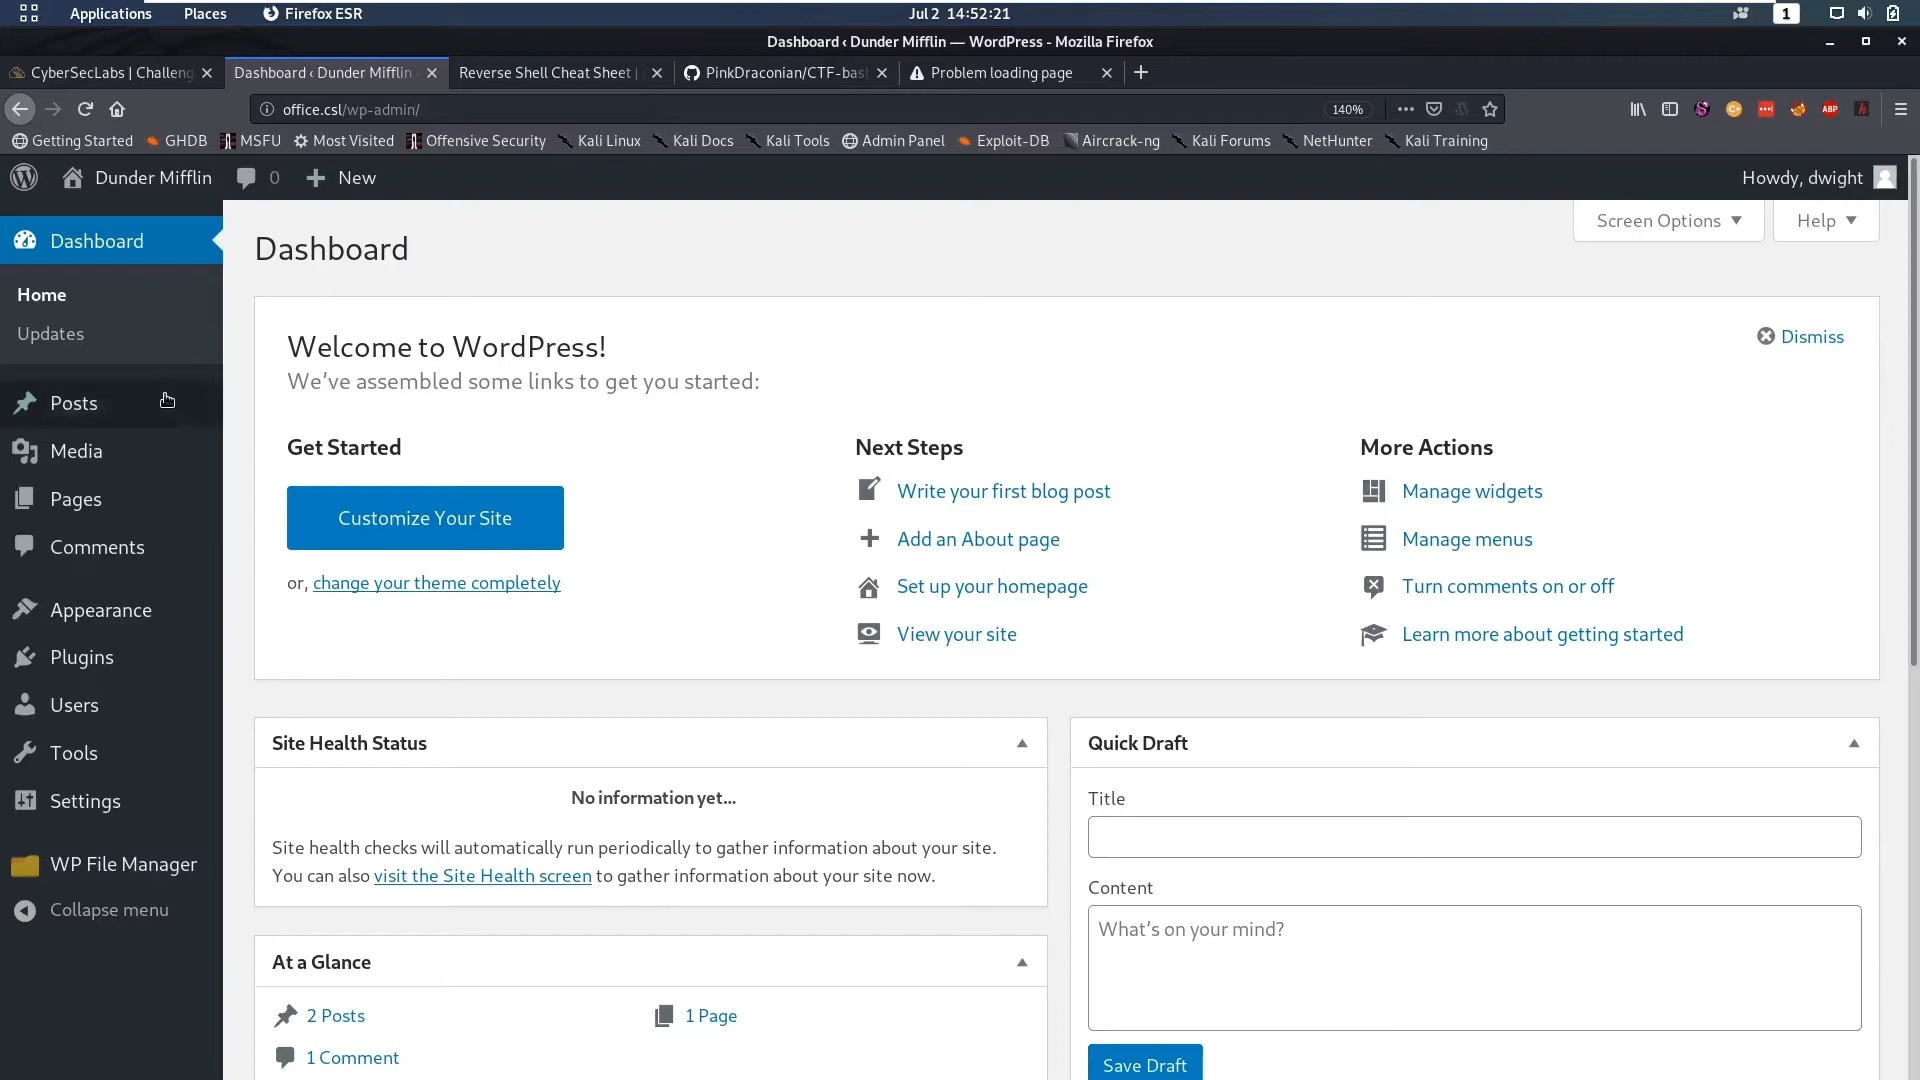 Applications Places Firefox ESR Jul 2 14:52:21 1
Dashboard ‹ Dunder Mifflin — WordPress - Mozilla Firefox
CyberSecLabs | Challeng Dashboard ‹ Dunder Mifflin Reverse Shell Cheat Sheet | PinkDraconian/CTF-bas Problem loading page
office.csl/wp-admin/ 140% ABP
Getting Started GHDB MSFU Most Visited Offensive Security Kali Linux Kali Docs Kali Tools Admin Panel Exploit-DB Aircrack-ng Kali Forums NetHunter Kali Training
Dunder Mifflin 0 New Howdy, dwight
Screen Options Help
Dashboard
Home
Updates
Posts
Media
Pages
Comments
Appearance
Plugins
Users
Tools
Settings
WP File Manager
Collapse menu
Dashboard
Welcome to WordPress!
Dismiss
We've assembled some links to get you started:
Get Started
Customize Your Site
or, change your theme completely
Next Steps
Write your first blog post
Add an About page
Set up your homepage
View your site
More Actions
Manage widgets
Manage menus
Turn comments on or off
Learn more about getting started
Site Health Status
No information yet...
Site health checks will automatically run periodically to gather information about your site.
You can also visit the Site Health screen to gather information about your site now.
At a Glance
2 Posts 1 Page
1 Comment
Quick Draft
Title
Content
What's on your mind?
Save Draft